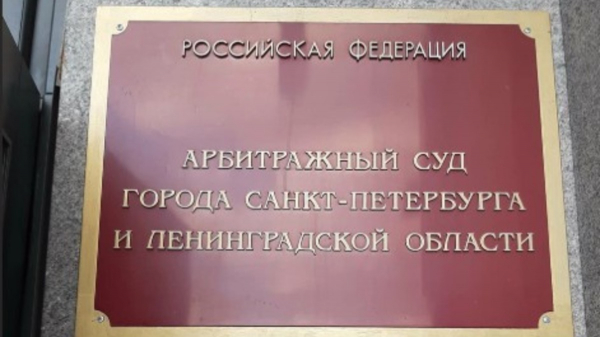 РОССИЙСКАЯ ФЕДЕРАЦИЯ
АРБИТРАЖНЫЙ СУД
ГОРОДА САНКТ-ПЕТЕРБУРГА
И ЛЕНИНГРАДСКОЙ ОБЛАСТИ